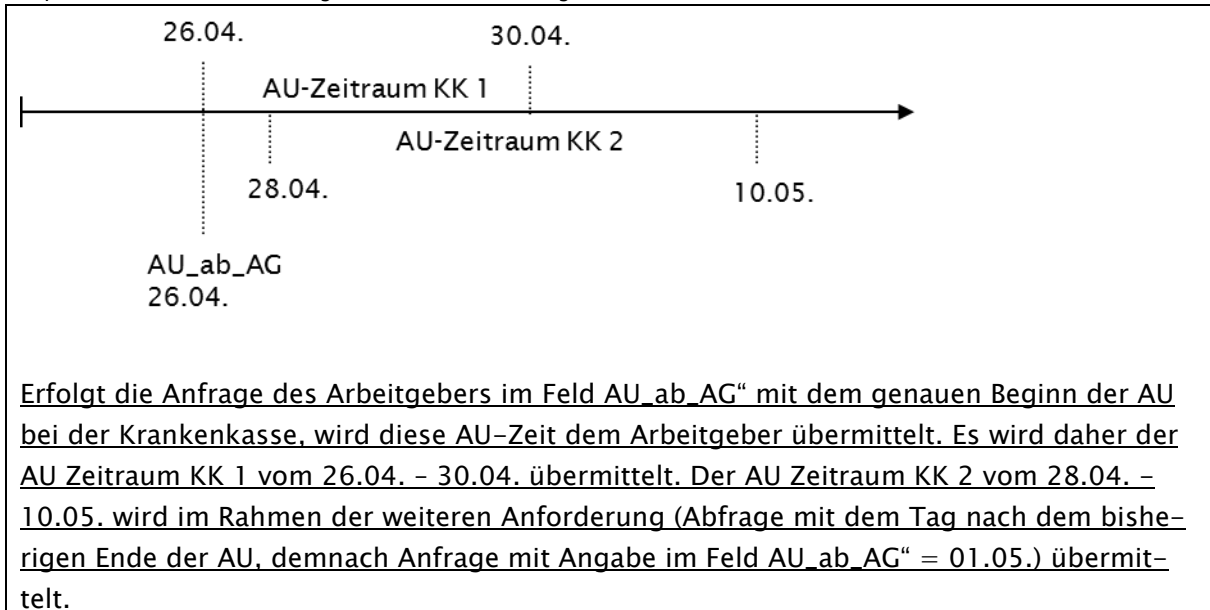 26.04.
30.04.
AU-Zeitraum KK 1
AU-Zeitraum KK 2
28.04.
10.05.
AU_ab_AG
26.04.
Erfolgt die Anfrage des Arbeitgebers im Feld AU_ab_AG“ mit dem genauen Beginn der AU
bei der Krankenkasse, wird diese AU-Zeit dem Arbeitgeber übermittelt. Es wird daher der
AU Zeitraum KK 1 vom 26.04. – 30.04. übermittelt. Der AU Zeitraum KK 2 vom 28.04. –
10.05. wird im Rahmen der weiteren Anforderung (Abfrage mit dem Tag nach dem bishe-
rigen Ende der AU, demnach Anfrage mit Angabe im Feld AU_ab_AG“ = 01.05.) übermit-
telt.